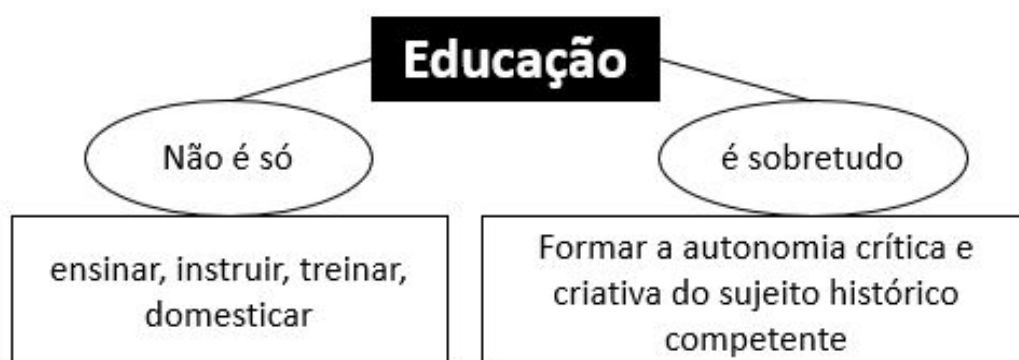 Educação
Não é só
ensinar, instruir, treinar,
domesticar
é sobretudo
Formar a autonomia crítica e
criativa do sujeito histórico
competente